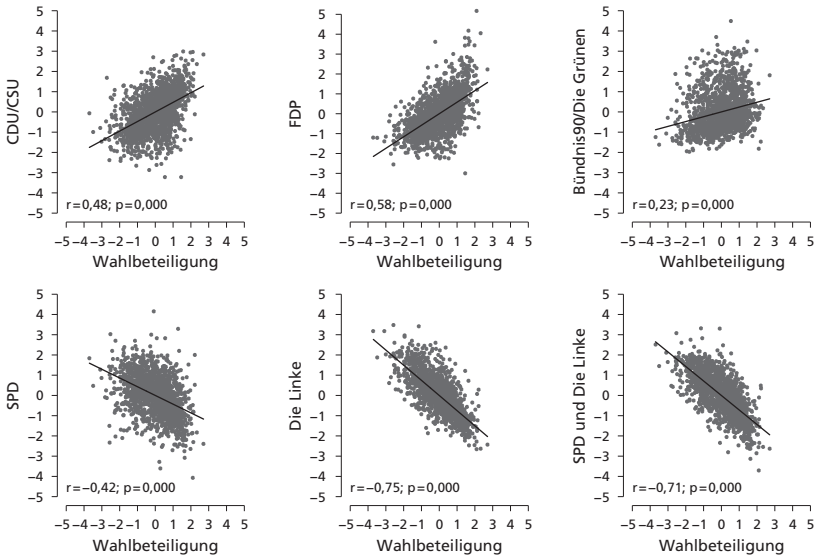 5
4
3
2
1
0
−1
−2
−3
−4
−5
CDU/CSU
r=0,48; p=0,000
−5 −4 −3 −2 −1 0 1 2 3 4 5
Wahlbeteiligung
5
4
3
2
1
0
−1
−2
−3
−4
−5
FDP
r=0,58; p=0,000
−5 −4 −3 −2 −1 0 1 2 3 4 5
Wahlbeteiligung
5
4
3
2
1
0
−1
−2
−3
−4
−5
Bündnis90/Die Grünen
r=0,23; p=0,000
−5 −4 −3 −2 −1 0 1 2 3 4 5
Wahlbeteiligung
5
4
3
2
1
0
−1
−2
−3
−4
−5
SPD
r=−0,42; p=0,000
−5 −4 −3 −2 −1 0 1 2 3 4 5
Wahlbeteiligung
5
4
3
2
1
0
−1
−2
−3
−4
−5
Die Linke
r=−0,75; p=0,000
−5 −4 −3 −2 −1 0 1 2 3 4 5
Wahlbeteiligung
5
4
3
2
1
0
−1
−2
−3
−4
−5
SPD und Die Linke
r=−0,71; p=0,000
−5 −4 −3 −2 −1 0 1 2 3 4 5
Wahlbeteiligung